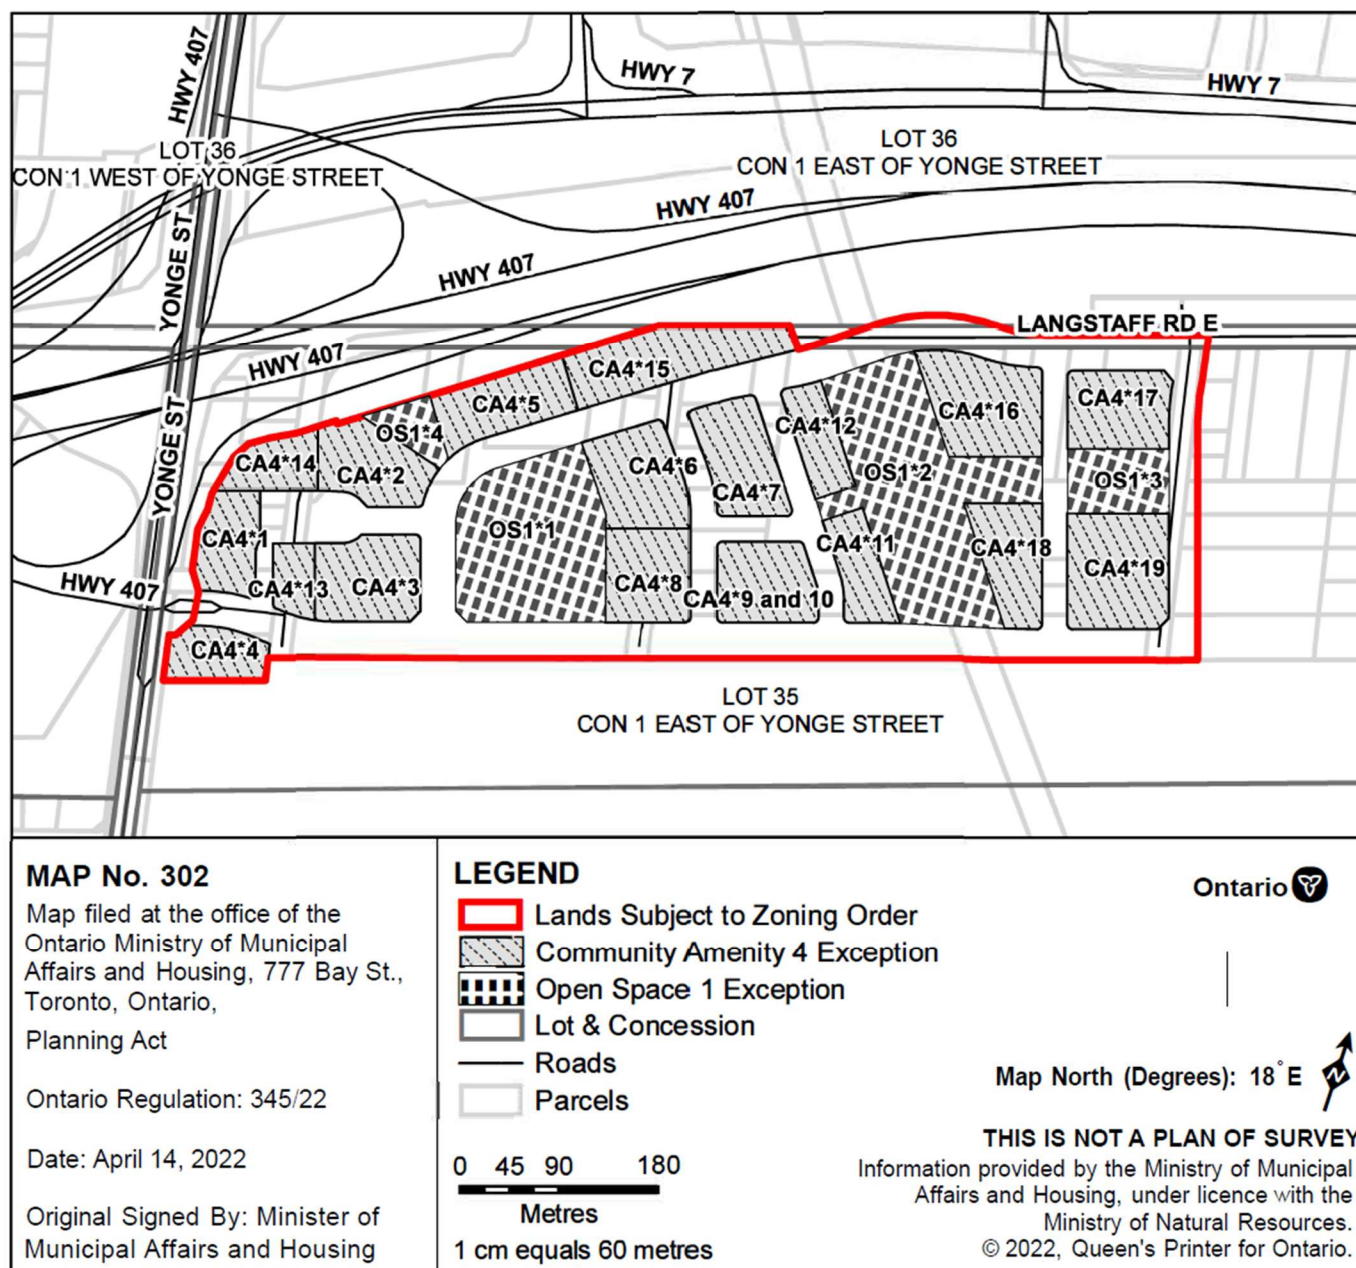 HWY 407
HWY 7
HWY 7
LOT 36
CON 1 WEST OF YONGE STREET
LOT 36
CON 1 EAST OF YONGE STREET
HWY 407
YONGE ST
HWY 407
LANGSTAFF RD E
HWY 407
CA4*15
CA4*5
CA4*17
CA4*16
CA4*12
OS1*4
YONGE ST
CA4*14
CA4*2
CA4*6
CA4*7
OS1*2
OS1*3
OS1*1
CA4*1
CA4*11
CA4*18
CA4*19
HWY 407
CA4*13
CA4*3
CA4*8
CA4*9 and 10
CA4*4
LOT 35
CON 1 EAST OF YONGE STREET
MAP No. 302
Map filed at the office of the
Ontario Ministry of Municipal
Affairs and Housing, 777 Bay St.,
Toronto, Ontario,
Planning Act
Ontario Regulation: 345/22
Date: April 14, 2022
Original Signed By: Minister of
Municipal Affairs and Housing
LEGEND
Lands Subject to Zoning Order
Community Amenity 4 Exception
Open Space 1 Exception
Lot & Concession
Roads
Parcels
0 45 90 180
Metres
1 cm equals 60 metres
Ontario
Map North (Degrees): 18°E
N
THIS IS NOT A PLAN OF SURVEY
Information provided by the Ministry of Municipal
Affairs and Housing, under licence with the
Ministry of Natural Resources.
© 2022, Queen's Printer for Ontario.